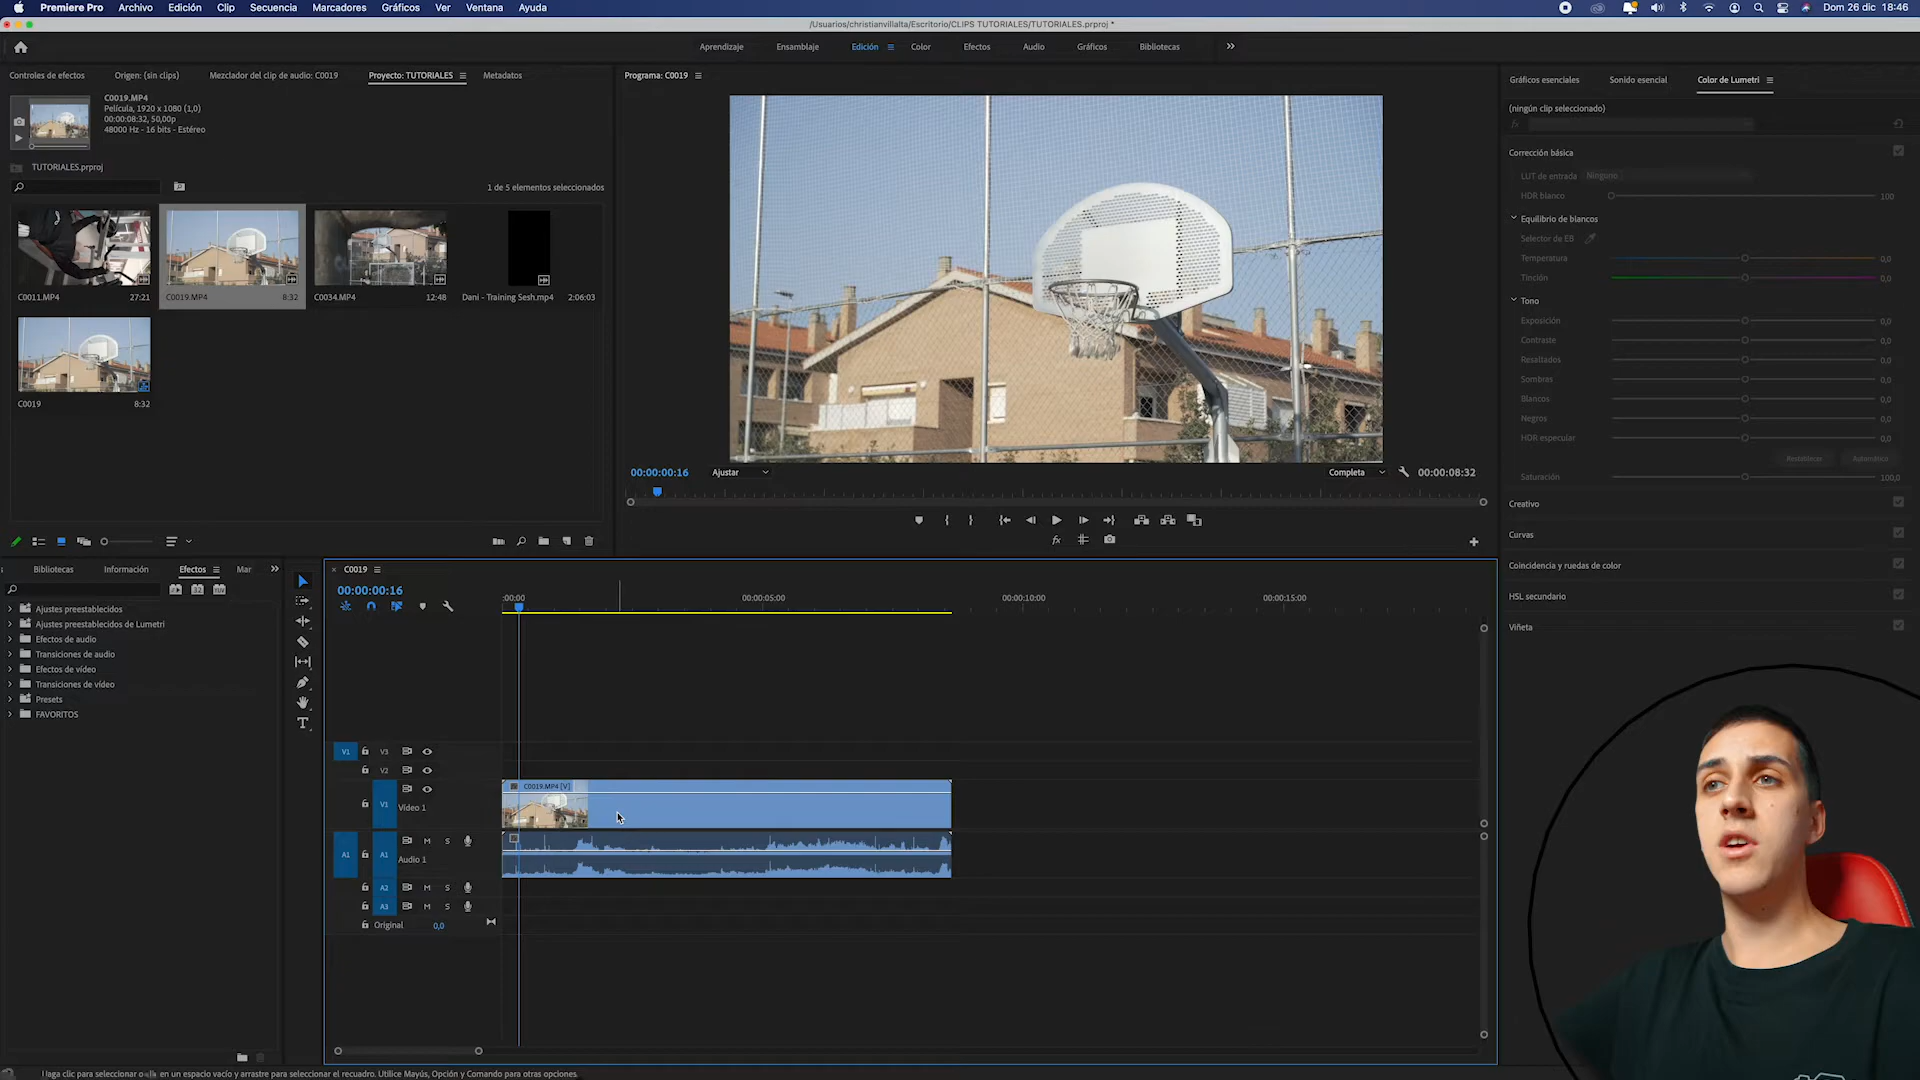 Premiere Pro Archivo Edición Clip Secuencia Marcadores Gráficos Ver Ventana Ayuda Dom 26 dic 18:46
/Usuarios/christianvillalta/Escritorio/CLIPS TUTORIALES/TUTORIALES.prproj *
Aprendizaje Ensamblaje Edición Color Efectos Audio Gráficos Bibliotecas
Controles de efectos Origen: (sin clips) Mezclador del clip de audio: C0019 Proyecto: TUTORIALES Metadatos
C0019.MP4
Película, 1920 x 1080 (1,0)
00:00:08:32, 50,00p
48000 Hz - 16 bits - Estéreo
TUTORIALES.prproj
1 de 5 elementos seleccionados
C0011.MP4 27:21
C0019.MP4 8:32
C0034.MP4 12:48
Dani - Training Sesh.mp4 2:06:03
C0019 8:32
Programa: C0019
00:00:00:16 Ajustar Completa 00:00:08:32
fx
Gráficos esenciales Sonido esencial Color de Lumetri
(ningún clip seleccionado)
fx
Corrección básica
LUT de entrada Ninguno
HDR blanco 100
Equilibrio de blancos
Selector de EB
Temperatura 0,0
Tinción 0,0
Tono
Exposición 0,0
Contraste 0,0
Resaltados 0,0
Sombras 0,0
Blancos 0,0
Negros 0,0
HDR especular 0,0
Restablecer Automático
Saturación 100,0
Creativo
Curvas
Coincidencia y ruedas de color
HSL secundario
Viñeta
Bibliotecas Información Efectos Mar
Ajustes preestablecidos
Ajustes preestablecidos de Lumetri
Efectos de audio
Transiciones de audio
Efectos de vídeo
Transiciones de vídeo
Presets
FAVORITOS
C0019
00:00:00:16
:00:00 00:00:05:00 00:00:10:00 00:00:15:00
V1 V3
V2
C0019.MP4 [V]
V1 Vídeo 1
A1 A1 M S
Audio 1
A2 M S
A3 M S
Original 0,0
Haga clic para seleccionar o en un espacio vacío y arrastre para seleccionar el recuadro. Utilice Mayús, Opción y Comando para otras opciones.